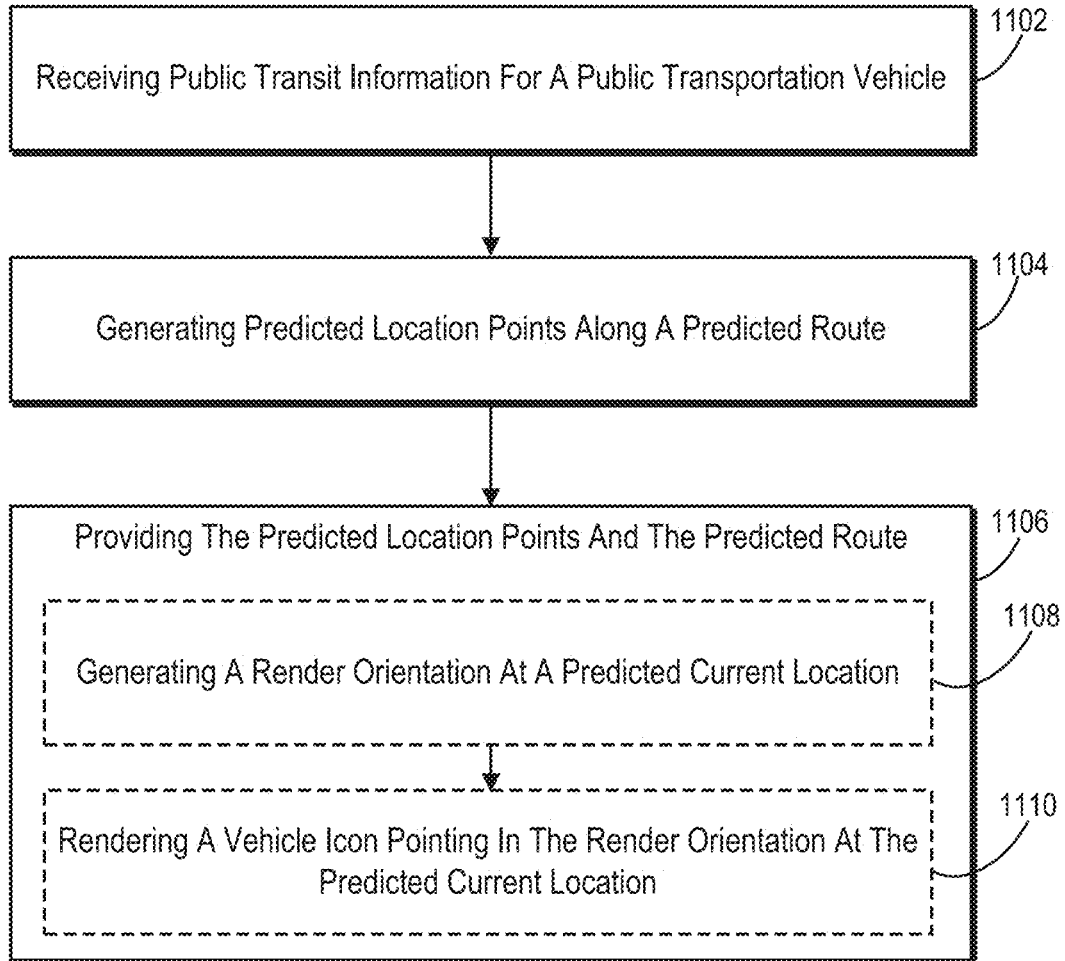 1102
Receiving Public Transit Information For A Public Transportation Vehicle
1104
Generating Predicted Location Points Along A Predicted Route
1106
Providing The Predicted Location Points And The Predicted Route
1108
Generating A Render Orientation At A Predicted Current Location
1110
Rendering A Vehicle Icon Pointing In The Render Orientation At The
Predicted Current Location